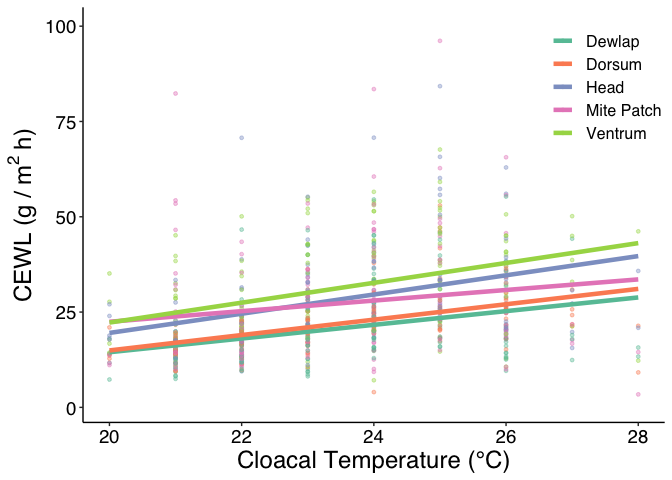 100
75
50
25
0
CEWL (g / m² h)
Dewlap
Dorsum
Head
Mite Patch
Ventrum
20 22 24 26 28
Cloacal Temperature (°C)